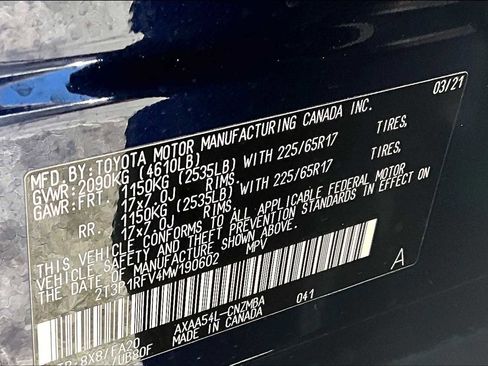 03/21
MFD.BY:TOYOTA MOTOR MANUFACTURING CANADA INC.
GVWR:2090KG (4610LB)
GAWR:FRT. 1150KG (2535LB) WITH 225/65R17 TIRES,
17x7.0J RIMS.
RR. 1150KG (2535LB) WITH 225/65R17 TIRES,
17x7.0J RIMS.
THIS VEHICLE CONFORMS TO ALL APPLICABLE FEDERAL MOTOR
VEHICLE SAFETY AND THEFT PREVENTION STANDARDS IN EFFECT ON
THE DATE OF MANUFACTURE SHOWN ABOVE.
2T3P1RFV4MW190602 MPV
A
AXAA54L-CNZMBA 041
MADE IN CANADA
:8X8/FA20
/UB80F